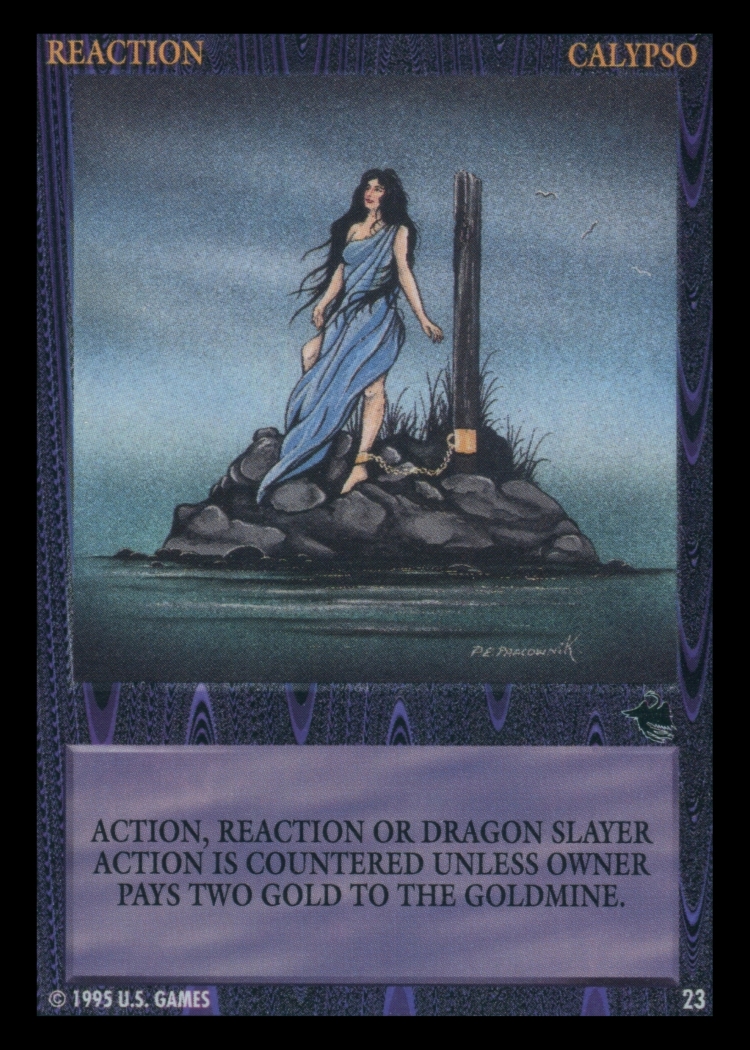 REACTION
CALYPSO
P.E. PALCOWNIK
ACTION, REACTION OR DRAGON SLAYER
ACTION IS COUNTERED UNLESS OWNER
PAYS TWO GOLD TO THE GOLDMINE.
© 1995 U.S. GAMES
23